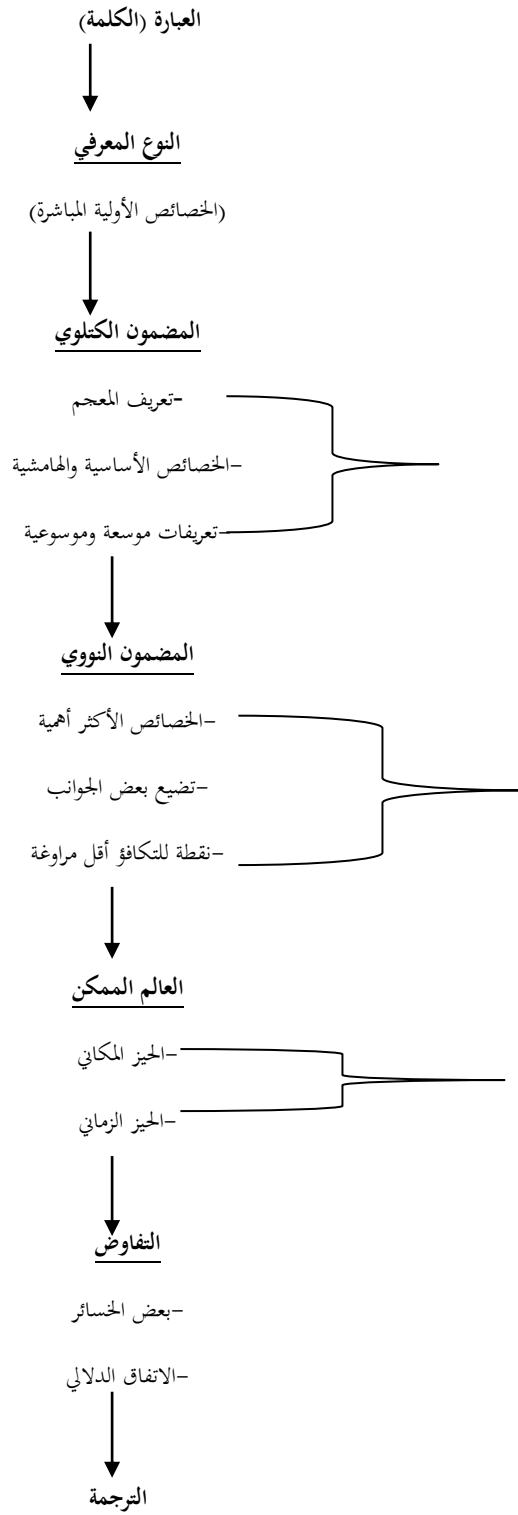 العبارة (الكلمة)
النوع المعرفي
(الخصائص الأولية المباشرة)
المضمون الكتلوي
-تعريف المعجم
-الخصائص الأساسية والهامشية
-تعريفات موسعة وموسوعية
المضمون النووي
-الخصائص الأكثر أهمية
-تضيع بعض الجوانب
-نقطة للتكافؤ أقل مراوغة
العالم الممكن
-الحيز المكاني
-الحيز الزماني
التفاوض
-بعض الخسائر
-الاتفاق الدلالي
الترجمة